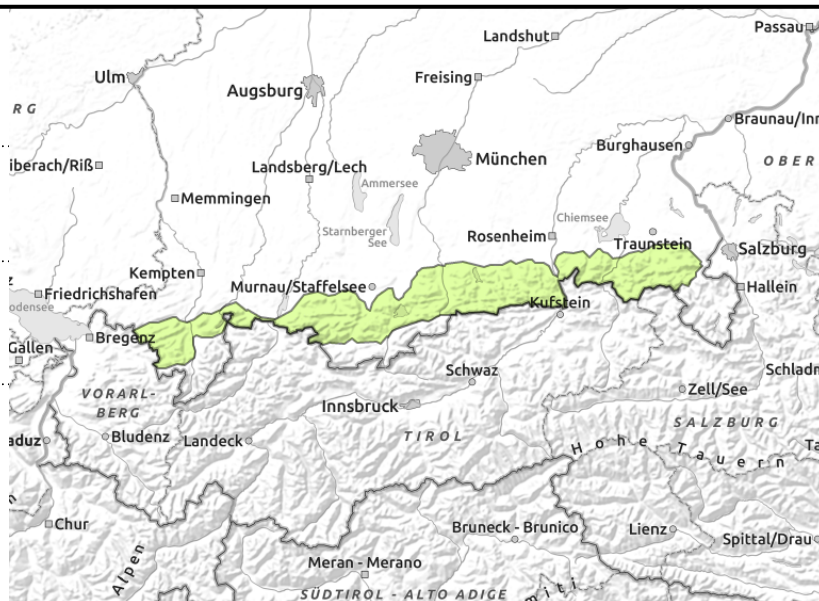 Passau
Landshut
Ulm
Freising
Augsburg
RG
Braunau/Inn
Burghausen
iberach/Riß
München
OBER
Landsberg/Lech
Ammersee
Memmingen
Chiemsee
Starnberger
See
Rosenheim
Traunstein
Salzburg
Kempten
Murnau/Staffelsee
Hallein
Friedrichshafen
odensee
Kufstein
Bregenz
Gallen
Schwaz
Schladm
VORARL-
BERG
Zell/See
Innsbruck
SALZBURG
TIROL
aduz
Bludenz
Landeck
Hohe Tauern
Ta
Chur
Bruneck - Brunico
Lienz
Spittal/Drau
Alpen
Meran - Merano
miti
SÜDTIROL - ALTO ADIGE